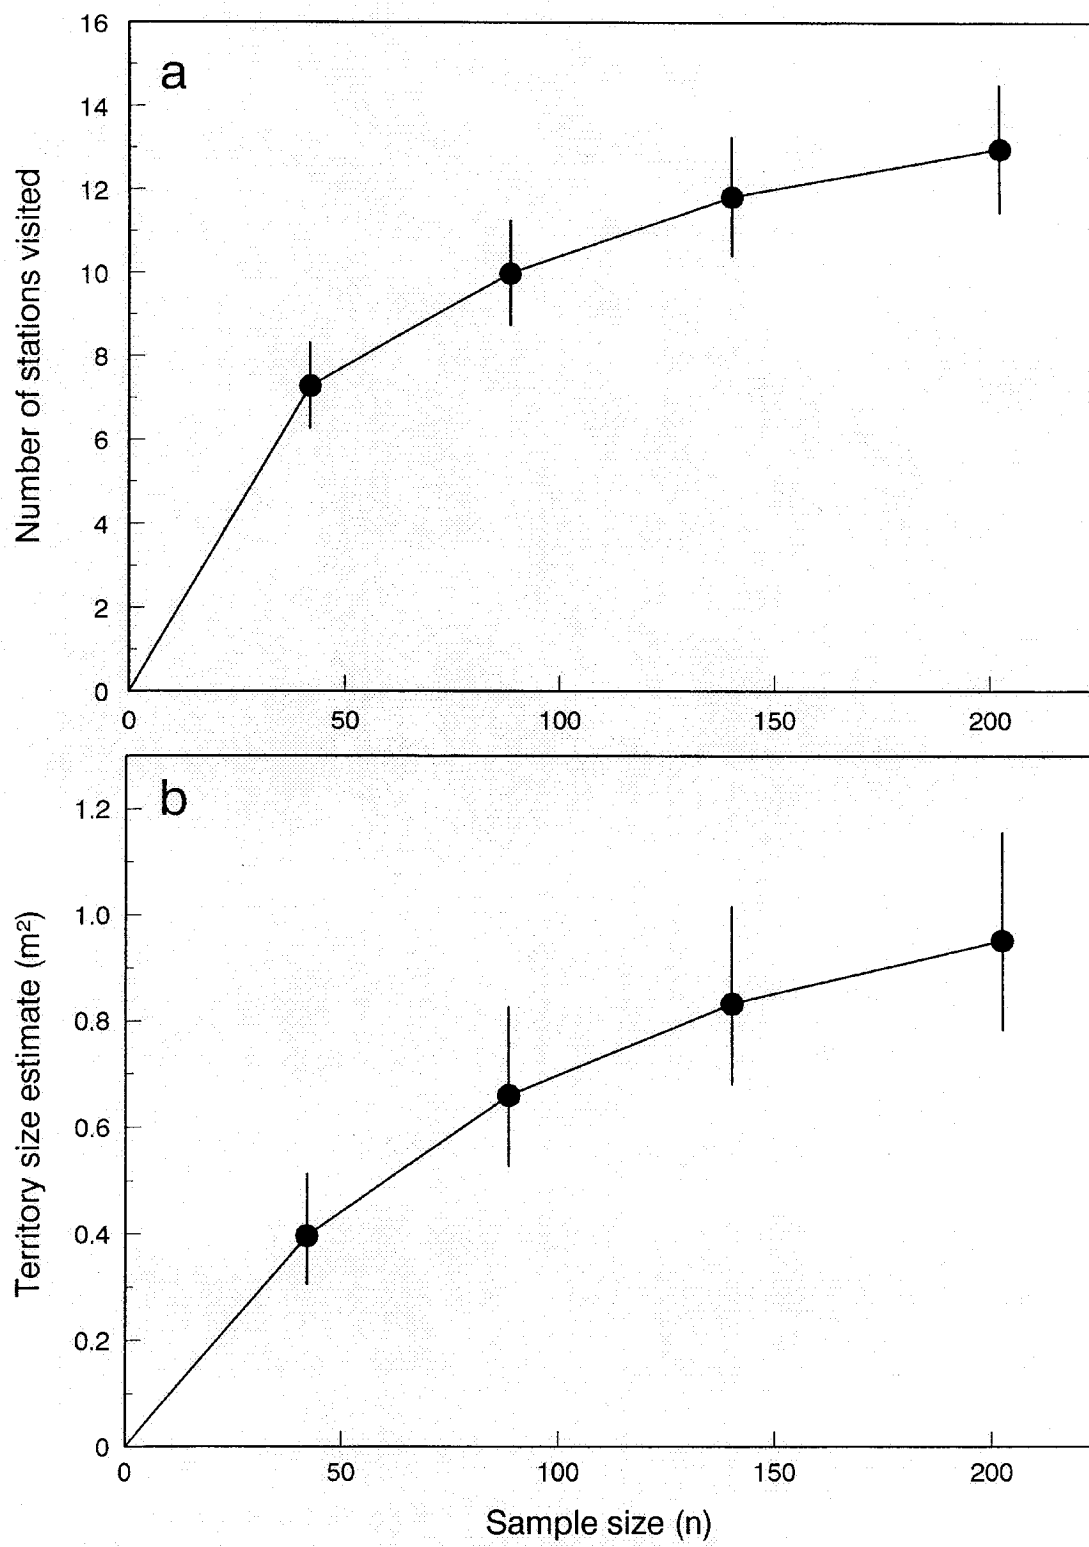 16
a
14
12
10
8
6
4
2
0
Number of stations visited
0 50 100 150 200
b
1.2
1.0
0.8
0.6
0.4
0.2
0
Territory size estimate (m²)
0 50 100 150 200
Sample size (n)